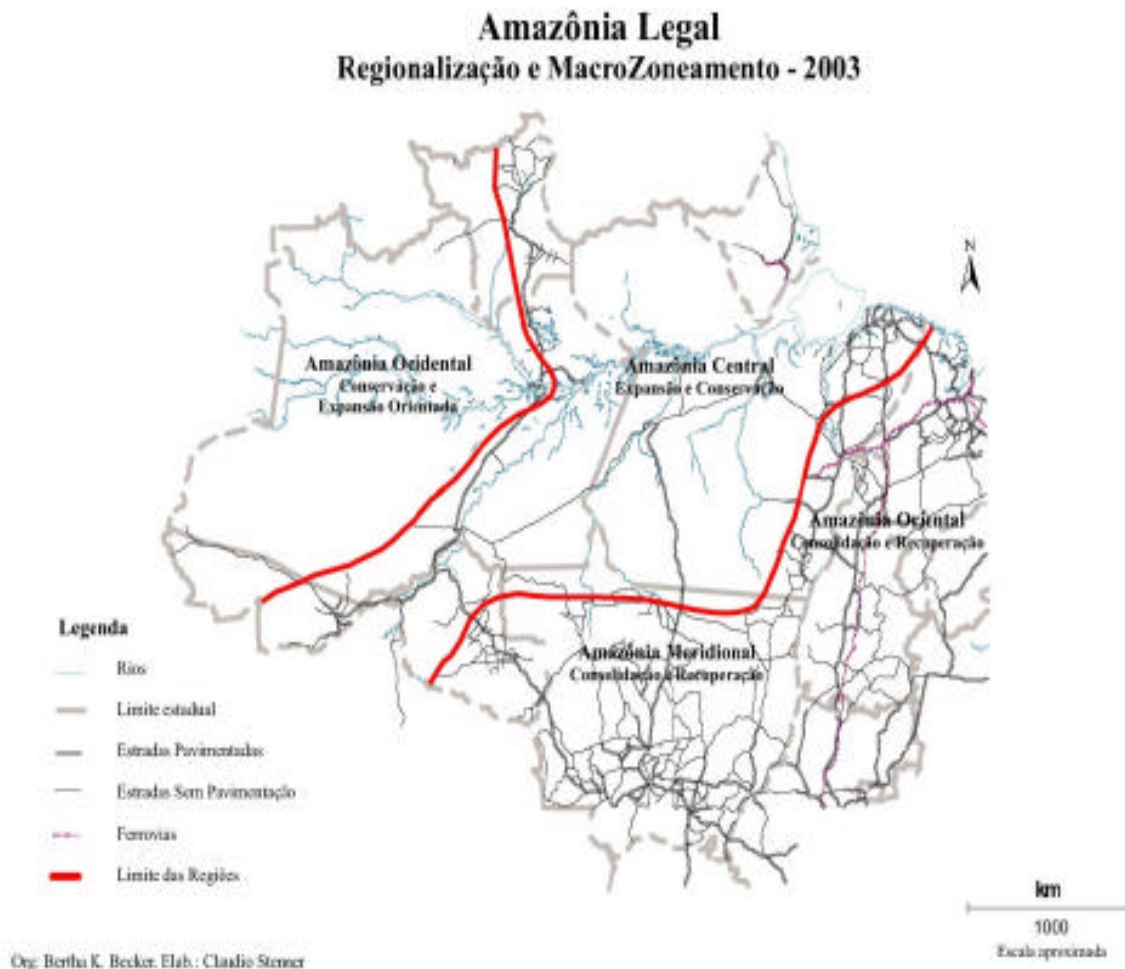 Amazônia Legal
Regionalização e MacroZoneamento - 2003
N
Amazônia Ocidental
Conservação e
Expansão Orientada
Amazônia Central
Expansão e Conservação
Amazônia Oriental
Consolidação e Recuperação
Amazônia Meridional
Consolidação e Recuperação
Legenda
Rios
Limite estadual
Estradas Pavimentadas
Estradas Sem Pavimentação
Ferrovias
Limite das Regiões
km
1000
Escala aproximada
Org: Bertha K. Becker. Elab.: Claudio Stenner